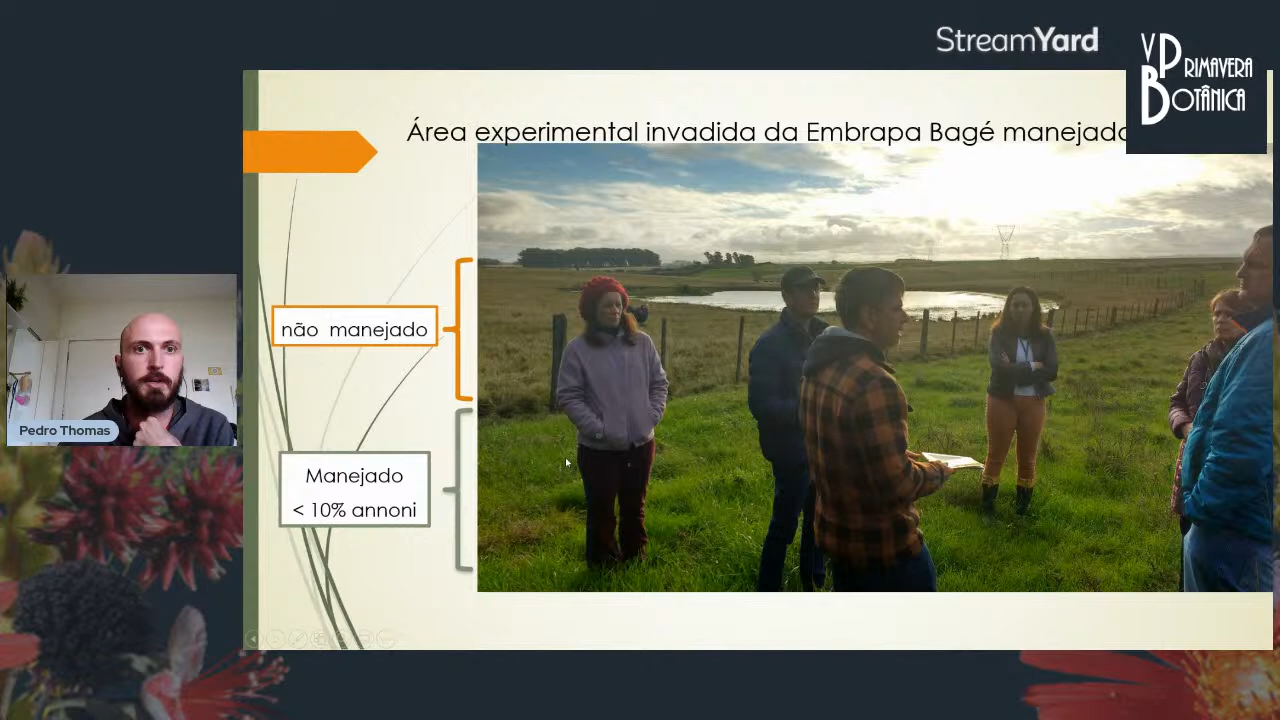 StreamYard
V PRIMAVERA
BOTÂNICA
Área experimental invadida da Embrapa Bagé manejado
não manejado
Manejado
< 10% annoni
Pedro Thomas